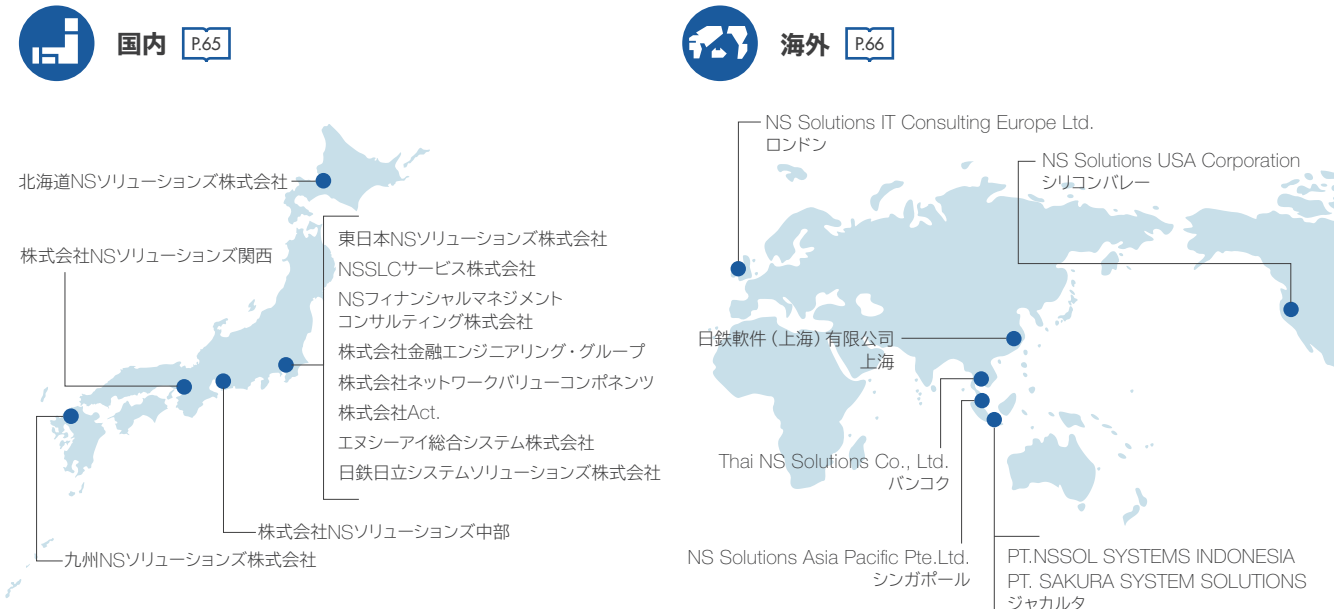 国内 P.65
北海道NSソリューションズ株式会社
株式会社NSソリューションズ関西
東日本NSソリューションズ株式会社
NSSLCサービス株式会社
NSフィナンシャルマネジメント
コンサルティング株式会社
株式会社金融エンジニアリング・グループ
株式会社ネットワークバリューコンポネンツ
株式会社Act.
エヌシーアイ総合システム株式会社
日鉄日立システムソリューションズ株式会社
株式会社NSソリューションズ中部
九州NSソリューションズ株式会社
海外 P.66
NS Solutions IT Consulting Europe Ltd.
ロンドン
NS Solutions USA Corporation
シリコンバレー
日鉄軟件（上海）有限公司
上海
Thai NS Solutions Co., Ltd.
バンコク
NS Solutions Asia Pacific Pte.Ltd.
シンガポール
PT.NSSOL SYSTEMS INDONESIA
PT. SAKURA SYSTEM SOLUTIONS
ジャカルタ